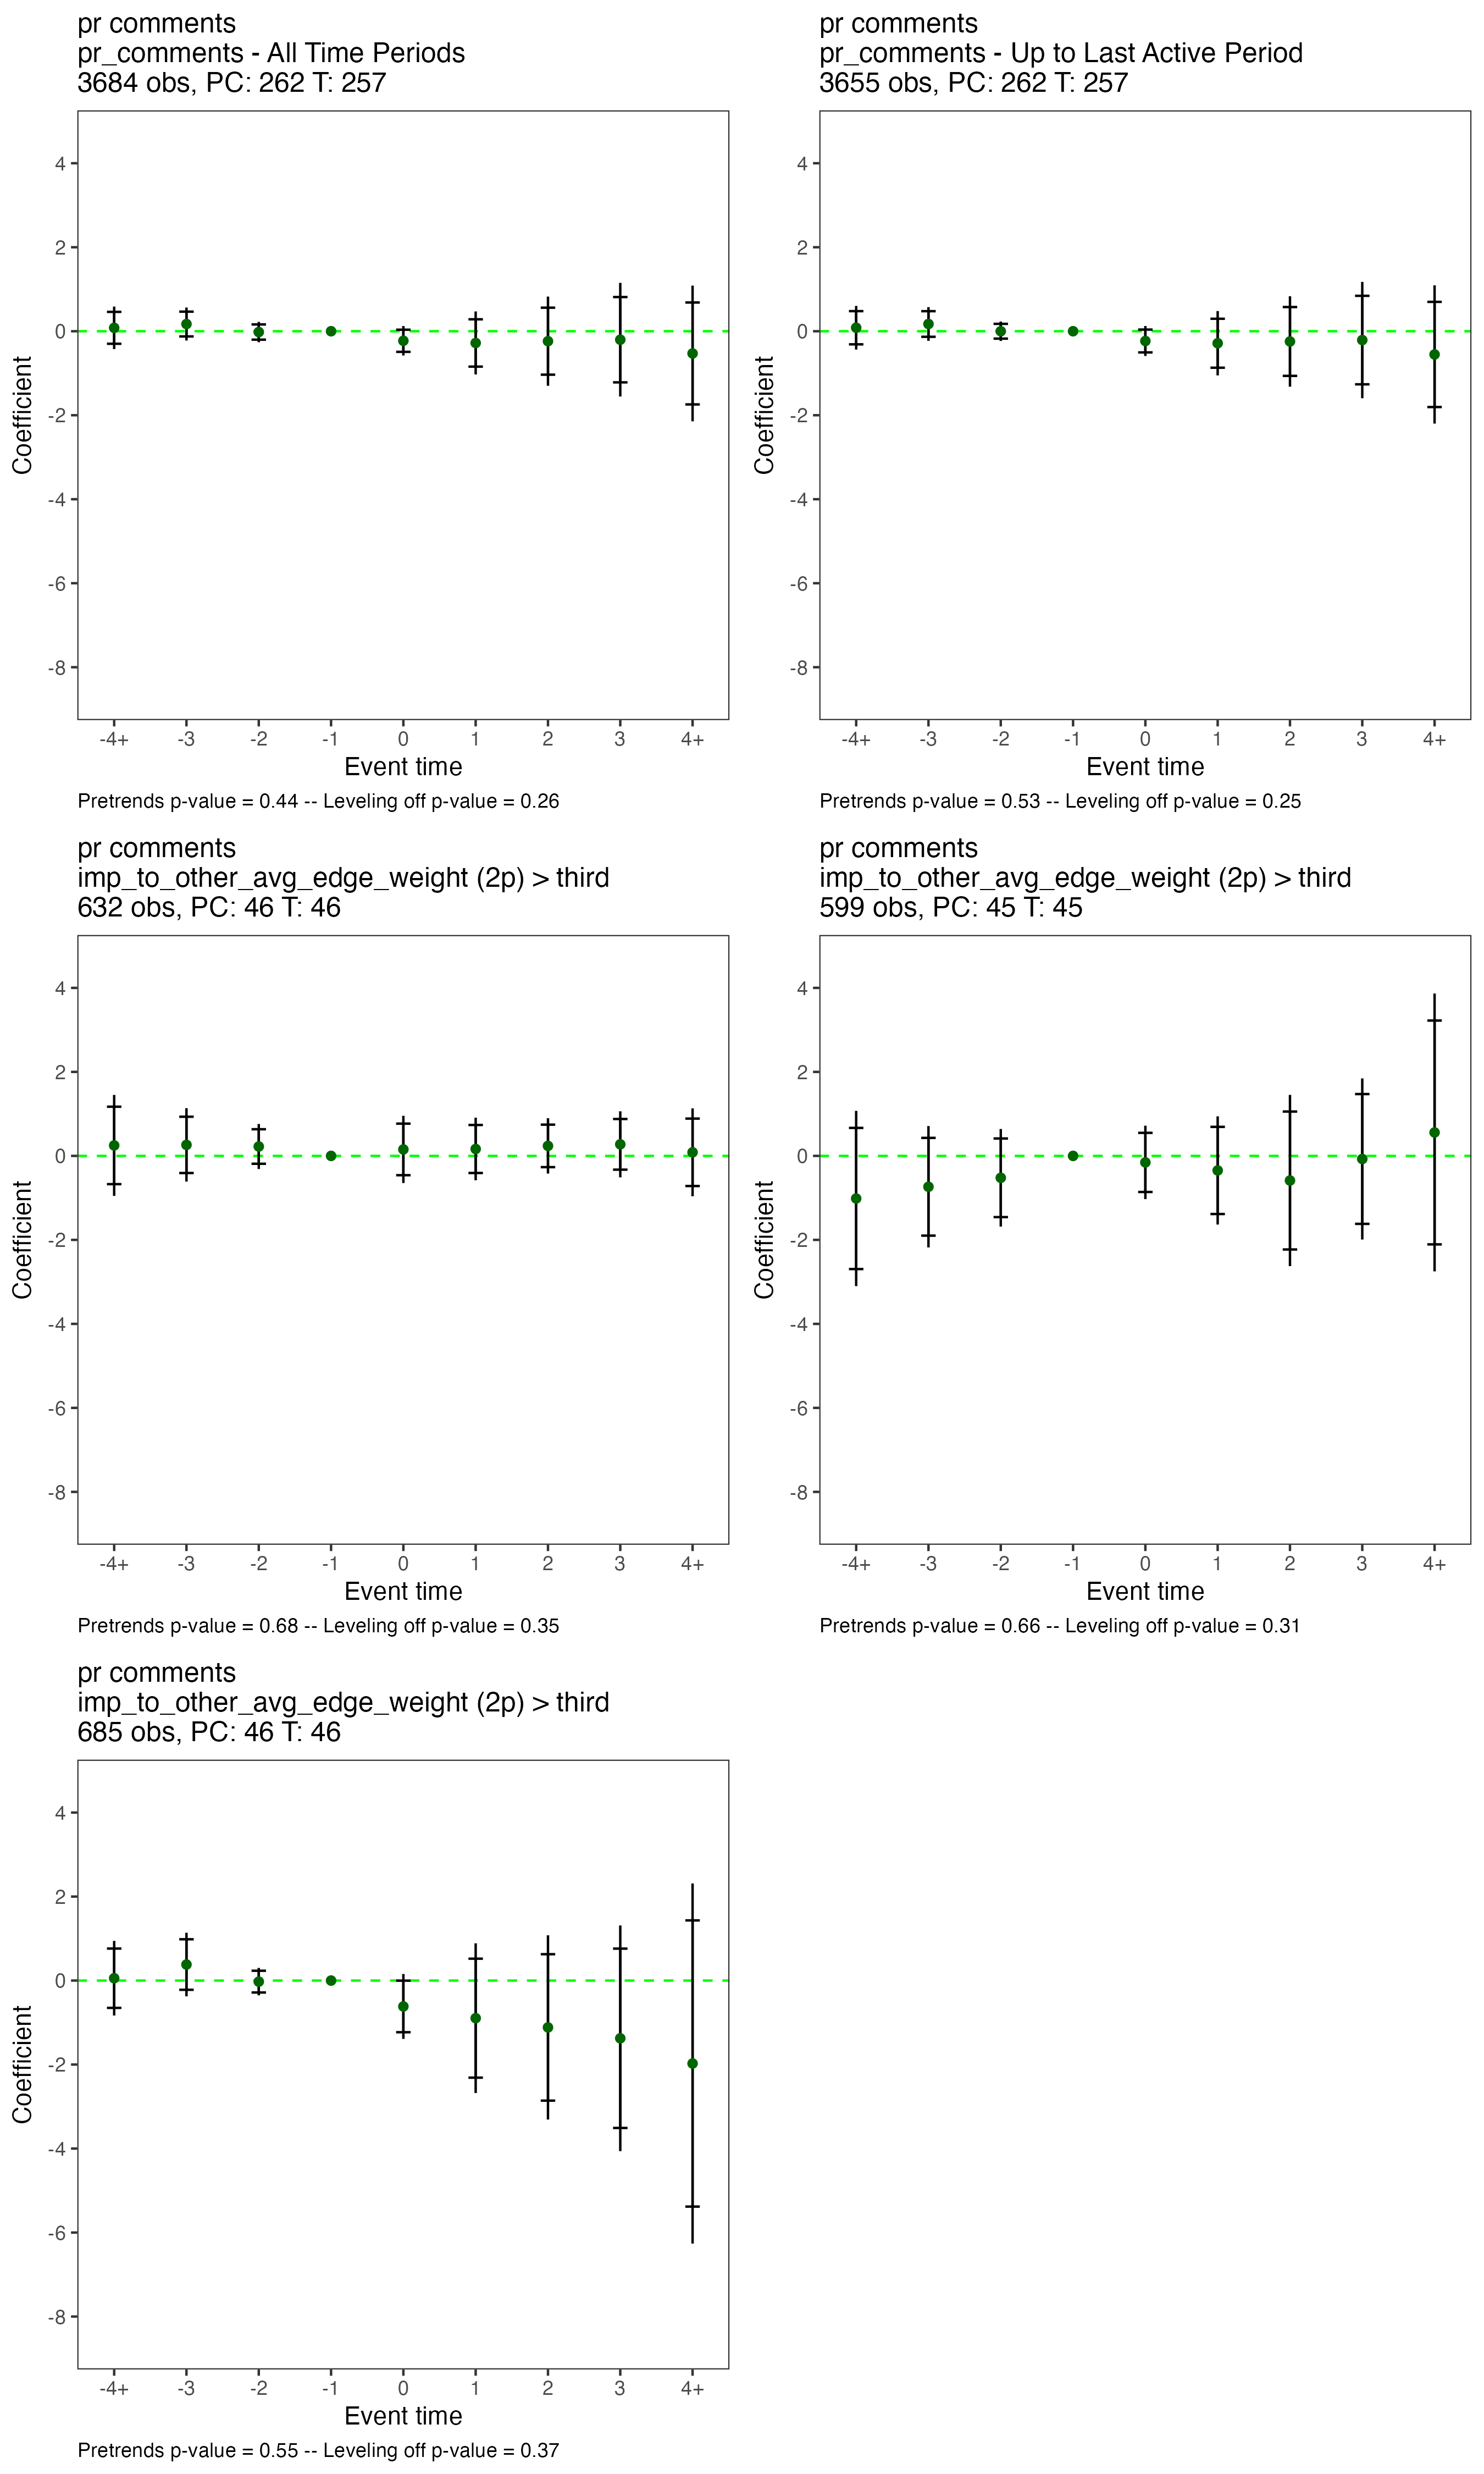 pr comments
pr_comments - All Time Periods
3684 obs, PC: 262 T: 257
4
2
0
-2
-4
-6
-8
Coefficient
-4+ -3 -2 -1 0 1 2 3 4+
Event time
Pretrends p-value = 0.44 -- Leveling off p-value = 0.26
pr comments
pr_comments - Up to Last Active Period
3655 obs, PC: 262 T: 257
4
2
0
-2
-4
-6
-8
Coefficient
-4+ -3 -2 -1 0 1 2 3 4+
Event time
Pretrends p-value = 0.53 -- Leveling off p-value = 0.25
pr comments
imp_to_other_avg_edge_weight (2p) > third
632 obs, PC: 46 T: 46
4
2
0
-2
-4
-6
-8
Coefficient
-4+ -3 -2 -1 0 1 2 3 4+
Event time
Pretrends p-value = 0.68 -- Leveling off p-value = 0.35
pr comments
imp_to_other_avg_edge_weight (2p) > third
599 obs, PC: 45 T: 45
4
2
0
-2
-4
-6
-8
Coefficient
-4+ -3 -2 -1 0 1 2 3 4+
Event time
Pretrends p-value = 0.66 -- Leveling off p-value = 0.31
pr comments
imp_to_other_avg_edge_weight (2p) > third
685 obs, PC: 46 T: 46
4
2
0
-2
-4
-6
-8
Coefficient
-4+ -3 -2 -1 0 1 2 3 4+
Event time
Pretrends p-value = 0.55 -- Leveling off p-value = 0.37